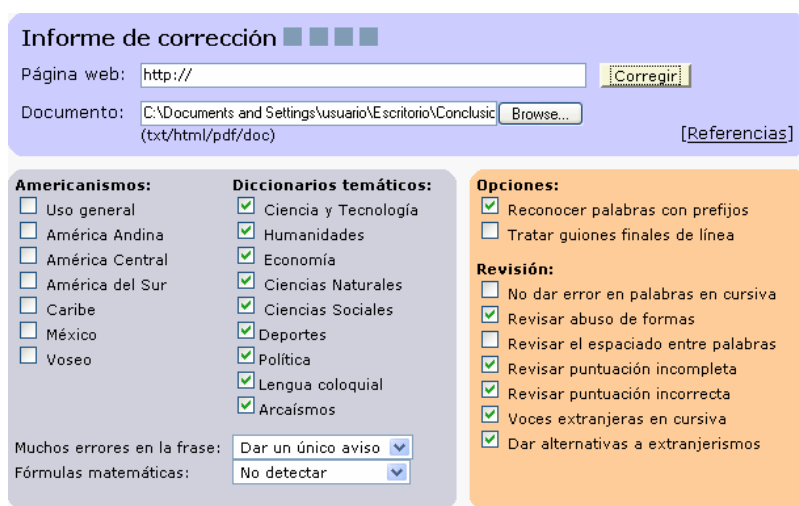 Informe de corrección
Página web: http:// Corregir
Documento: C:\Documents and Settings\usuario\Escritorio\Conclusic Browse...
(txt/html/pdf/doc) [Referencias]
Americanismos:
Uso general
América Andina
América Central
América del Sur
Caribe
México
Voseo
Diccionarios temáticos:
Ciencia y Tecnología
Humanidades
Economía
Ciencias Naturales
Ciencias Sociales
Deportes
Política
Lengua coloquial
Arcaísmos
Muchos errores en la frase: Dar un único aviso
Fórmulas matemáticas: No detectar
Opciones:
Reconocer palabras con prefijos
Tratar guiones finales de línea
Revisión:
No dar error en palabras en cursiva
Revisar abuso de formas
Revisar el espaciado entre palabras
Revisar puntuación incompleta
Revisar puntuación incorrecta
Voces extranjeras en cursiva
Dar alternativas a extranjerismos